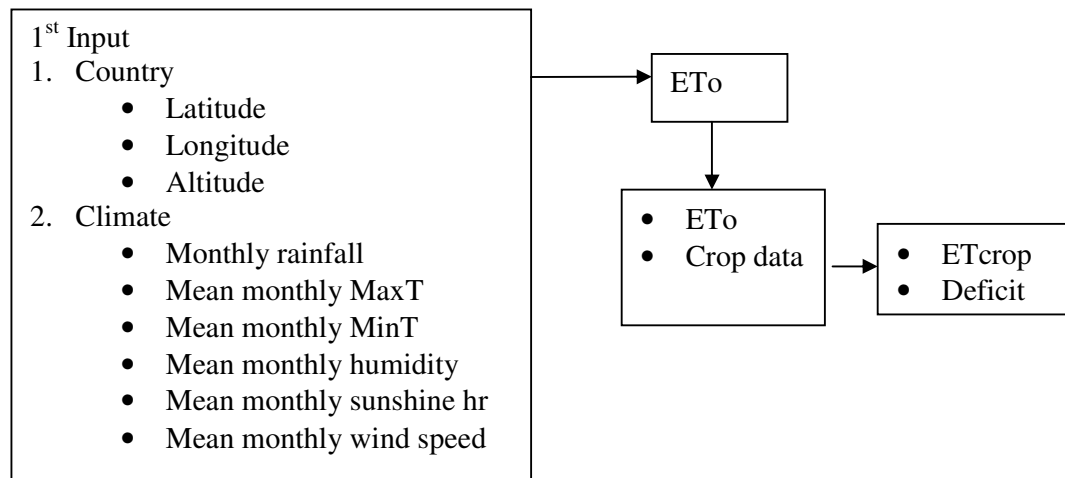 1st Input
1. Country
• Latitude
• Longitude
• Altitude
2. Climate
• Monthly rainfall
• Mean monthly MaxT
• Mean monthly MinT
• Mean monthly humidity
• Mean monthly sunshine hr
• Mean monthly wind speed
ETo
• ETo
• Crop data
• ETcrop
• Deficit